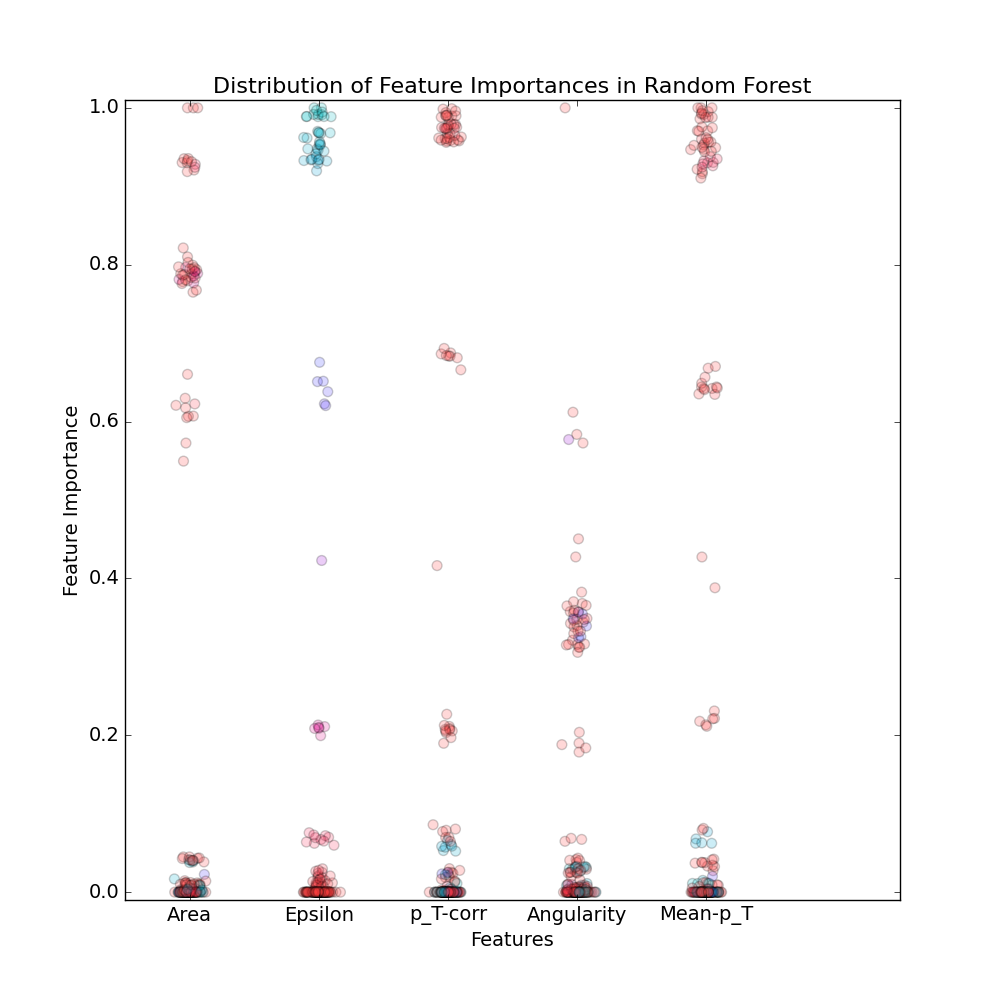 Distribution of Feature Importances in Random Forest
1.0
0.8
0.6
0.4
0.2
0.0
Feature Importance
Area Epsilon p_T-corr Angularity Mean-p_T
Features